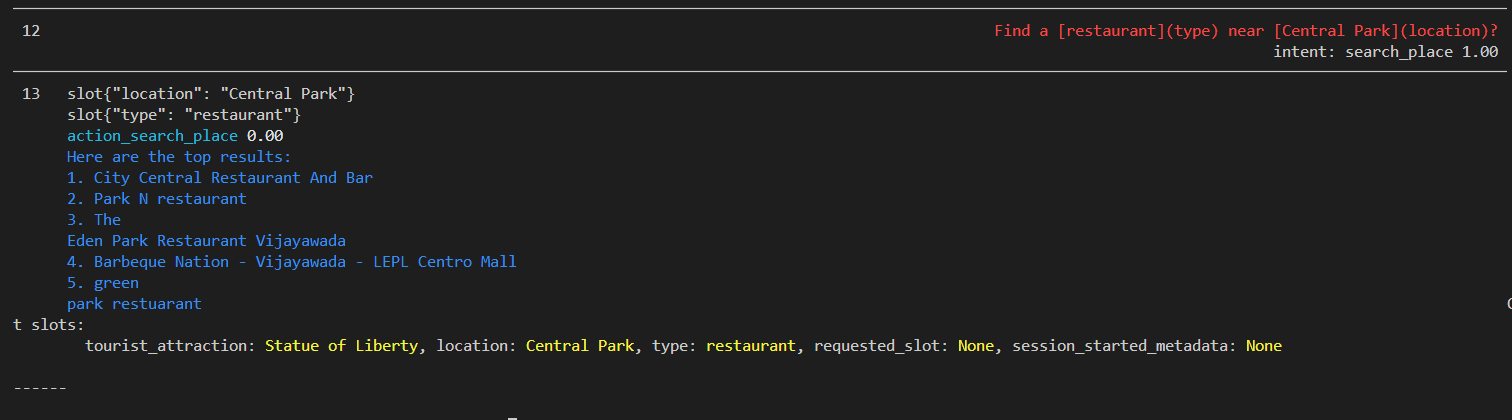 12 Find a [restaurant](type) near [Central Park](location)?
intent: search_place 1.00
13 slot{"location": "Central Park"}
slot{"type": "restaurant"}
action_search_place 0.00
Here are the top results:
1. City Central Restaurant And Bar
2. Park N restaurant
3. The
Eden Park Restaurant Vijayawada
4. Barbeque Nation - Vijayawada - LEPL Centro Mall
5. green
park restuarant
t slots:
tourist_attraction: Statue of Liberty, location: Central Park, type: restaurant, requested_slot: None, session_started_metadata: None
------